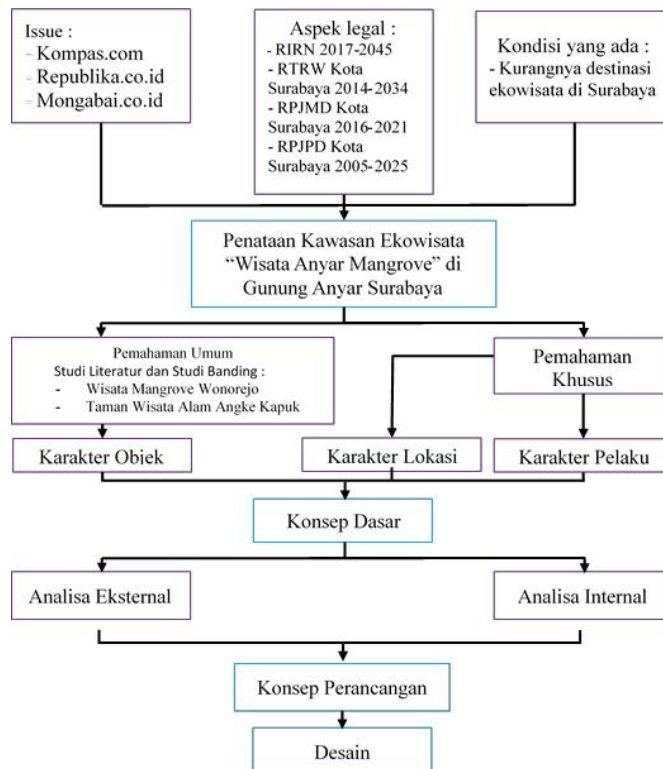 Issue :
- Kompas.com
- Republika.co.id
- Mongabai.co.id
Aspek legal :
- RIRN 2017-2045
- RTRW Kota
Surabaya 2014-2034
- RPJMD Kota
Surabaya 2016-2021
- RPJPD Kota
Surabaya 2005-2025
Kondisi yang ada :
- Kurangnya destinasi
ekowisata di Surabaya
Penataan Kawasan Ekowisata
“Wisata Anyar Mangrove” di
Gunung Anyar Surabaya
Pemahaman Umum
Studi Literatur dan Studi Banding :
- Wisata Mangrove Wonorejo
- Taman Wisata Alam Angke Kapuk
Pemahaman
Khusus
Karakter Obiek
Karakter Lokasi
Karakter Pelaku
Konsep Dasar
Analisa Eksternal
Analisa Internal
Konsep Perancangan
Desain